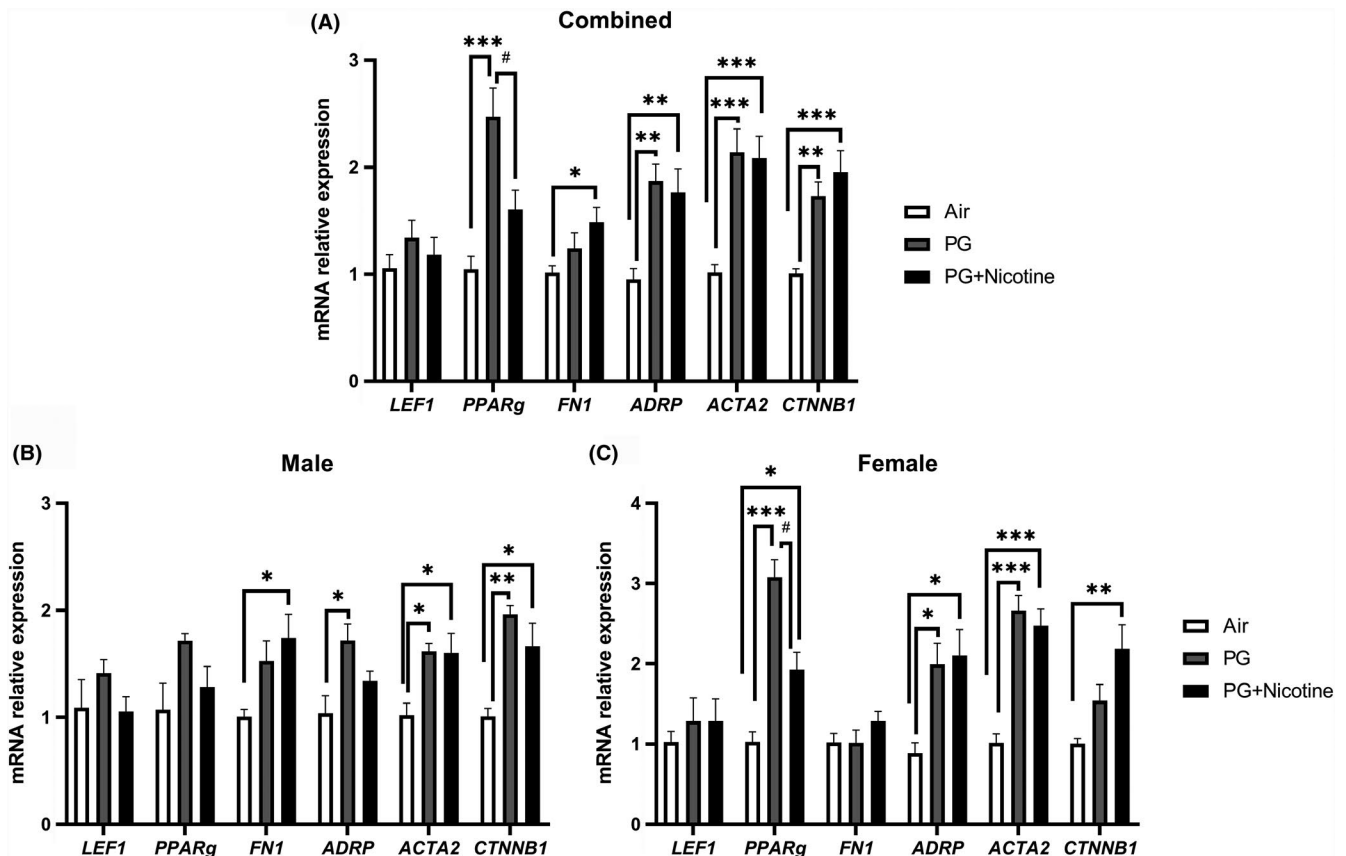 (A)
Combined
mRNA relative expression
3
2
1
0
***
#
*
**
**
***
***
***
**
LEF1 PPARg FN1 ADRP ACTA2 CTNNB1
Air
PG
PG+Nicotine
(B)
Male
mRNA relative expression
3
2
1
0
*
*
*
*
*
**
LEF1 PPARg FN1 ADRP ACTA2 CTNNB1
(C)
Female
mRNA relative expression
4
3
2
1
0
*
***
#
*
*
***
***
**
LEF1 PPARg FN1 ADRP ACTA2 CTNNB1
Air
PG
PG+Nicotine